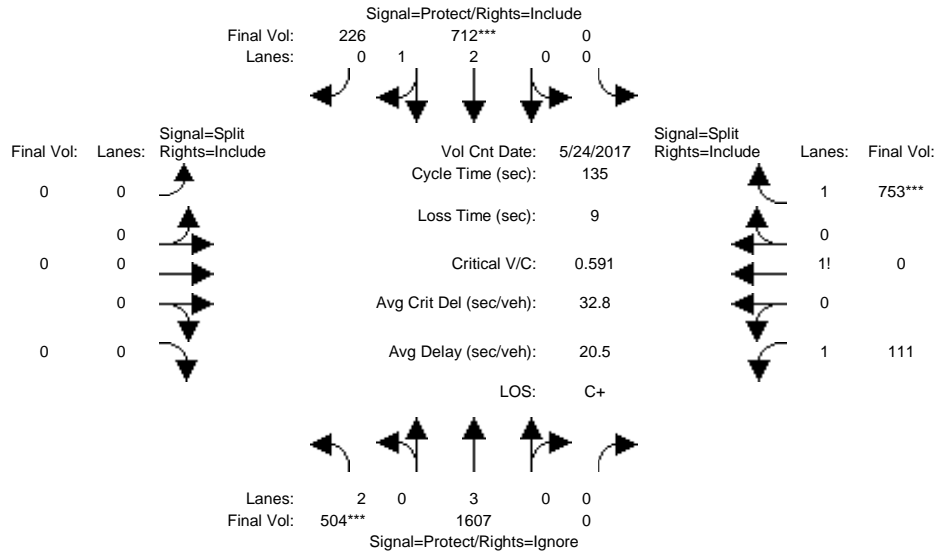 Signal=Protect/Rights=Include
Final Vol: 226 712*** 0
Lanes: 0 1 2 0 0
Signal=Split
Final Vol: Lanes: Rights=Include
Vol Cnt Date: 5/24/2017
Signal=Split
Rights=Include Lanes: Final Vol:
Cycle Time (sec): 135
0 0
1 753***
Loss Time (sec): 9
0
0
0 0
Critical V/C: 0.591
1! 0
0
Avg Crit Del (sec/veh): 32.8
0
0 0
Avg Delay (sec/veh): 20.5
1 111
LOS: C+
Lanes: 2 0 3 0 0
Final Vol: 504*** 1607 0
Signal=Protect/Rights=Ignore